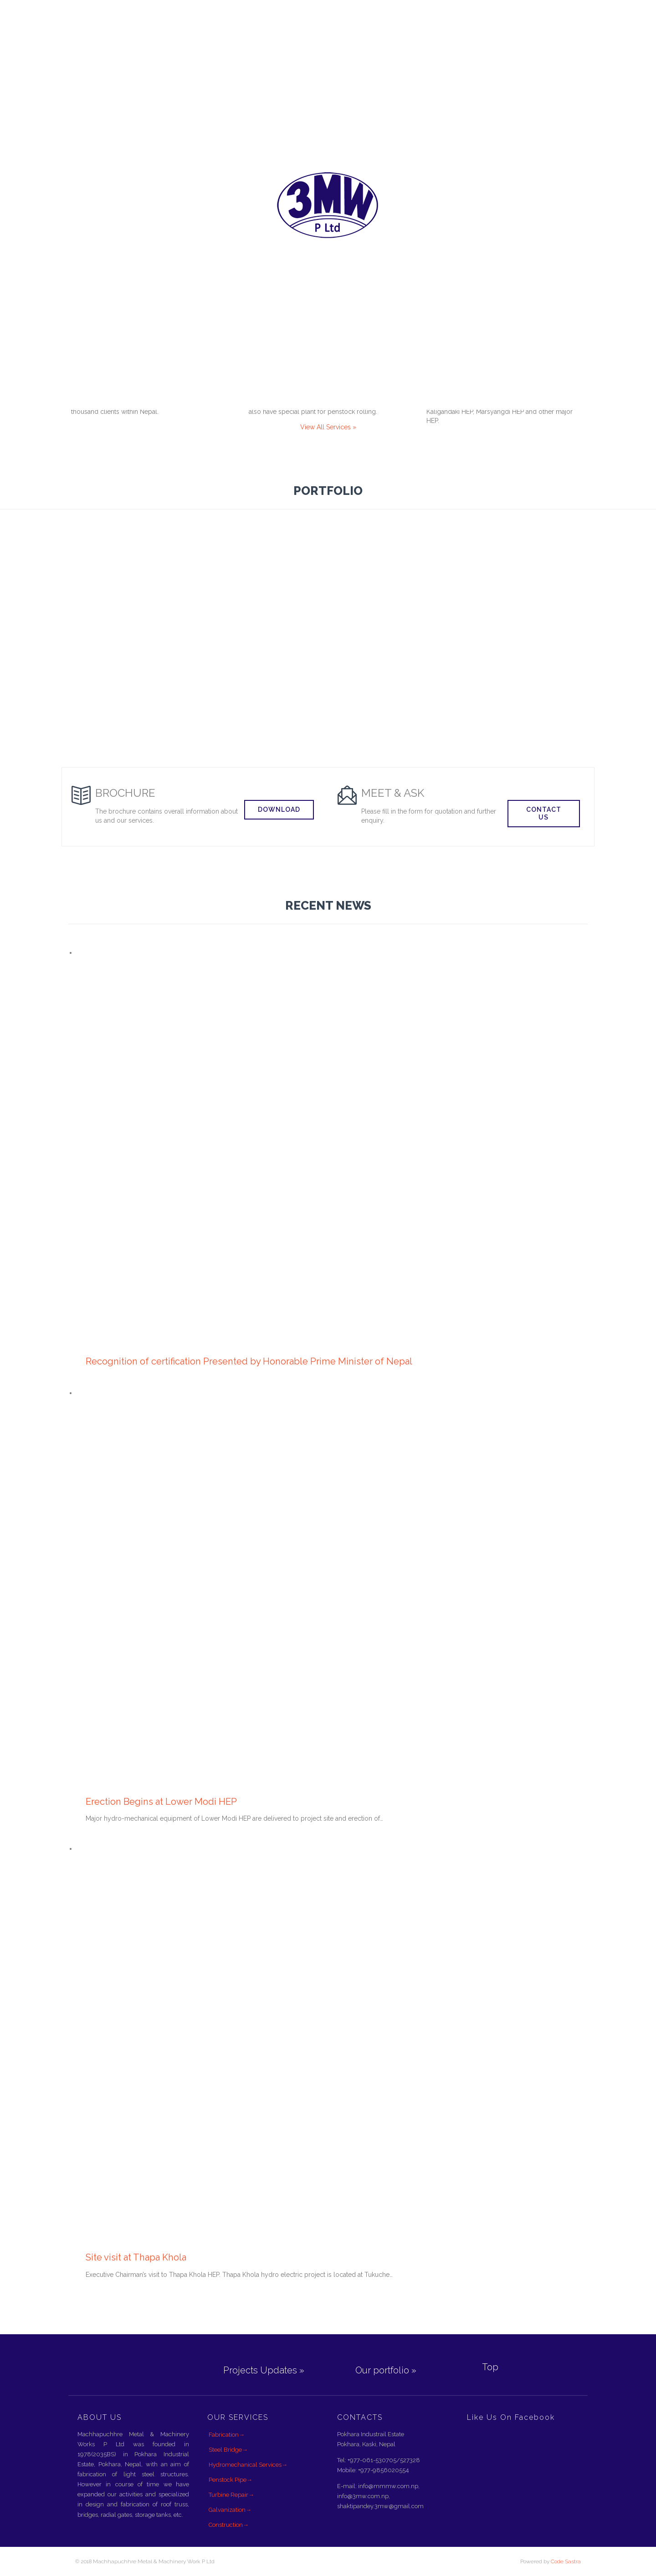 3MW
P Ltd
thousand clients within Nepal.
also have special plant for penstock rolling.
Kaligandaki HEP, Marsyangdi HEP and other major
HEP
View All Services »
PORTFOLIO
BROCHURE
The brochure contains overall information about
us and our services.
DOWNLOAD
MEET & ASK
Please fill in the form for quotation and further
enquiry.
CONTACT
US
RECENT NEWS
Recognition of certification Presented by Honorable Prime Minister of Nepal
Erection Begins at Lower Modi HEP
Major hydro-mechanical equipment of Lower Modi HEP are delivered to project site and erection of..
Site visit at Thapa Khola
Executive Chairman's visit to Thapa Khola HEP. Thapa Khola hydro electric project is located at Tukuche..
Projects Updates »
Our portfolio »
Top
ABOUT US
Machhapuchhre Metal & Machinery
Works P Ltd was founded in
1978(2035BS) in Pokhara Industrial
Estate, Pokhara, Nepal, with an aim of
fabrication of light steel structures.
However in course of time we have
expanded our activities and specialized
in design and fabrication of roof truss,
bridges, radial gates, storage tanks, etc.
OUR SERVICES
Fabrication –
Steel Bridge –
Hydromechanical Services –
Penstock Pipe –
Turbine Repair –
Galvanization –
Construction –
CONTACTS
Pokhara Industrail Estate
Pokhara, Kaski, Nepal
Tel: +977-061-530705/527328
Mobile: +977-9856020554
E-mail: info@mmmw.com.np,
info@3mw.com.np,
shaktipandey.3mw@gmail.com
Like Us On Facebook
© 2018 Machhapuchhre Metal & Machinery Work P Ltd
Powered by Code Sastra